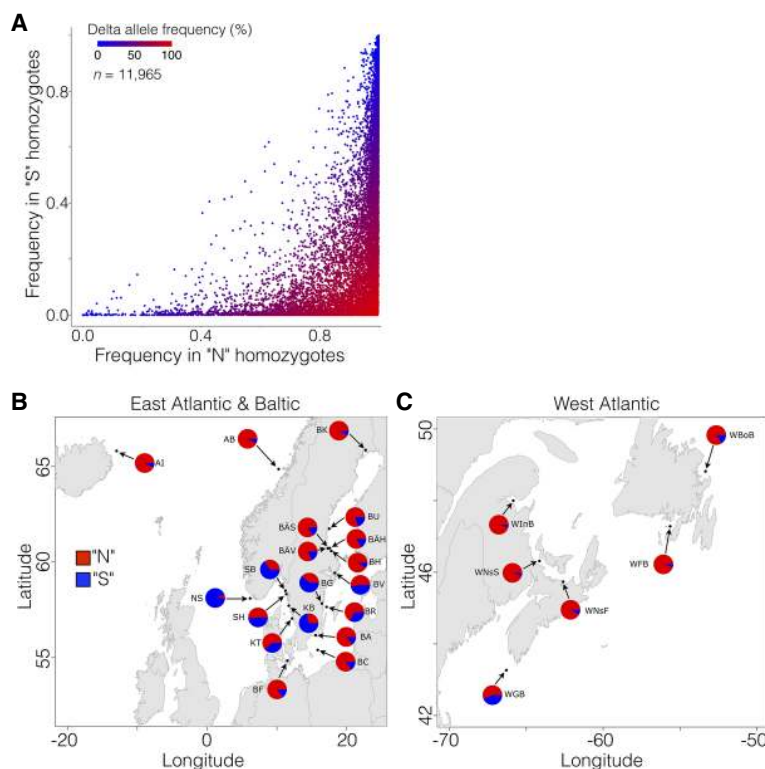 A
Delta allele frequency (%)
0 50 100
n = 11,965
Frequency in "S" homozygotes
0.8
0.4
0.0
0.0 0.4 0.8
Frequency in "N" homozygotes
B East Atlantic & Baltic
Latitude
65
60
55
AI
AB
BK
BU
BÄS
BÄH
BÄV
BH
SB
BG
BV
NS
KB
SH
BR
KT
BA
BC
BF
"N"
"S"
-20 0 10 20
Longitude
C West Atlantic
Latitude
50
46
42
WBoB
WInB
WNsS
WFB
WNsF
WGB
-70 -60 -50
Longitude